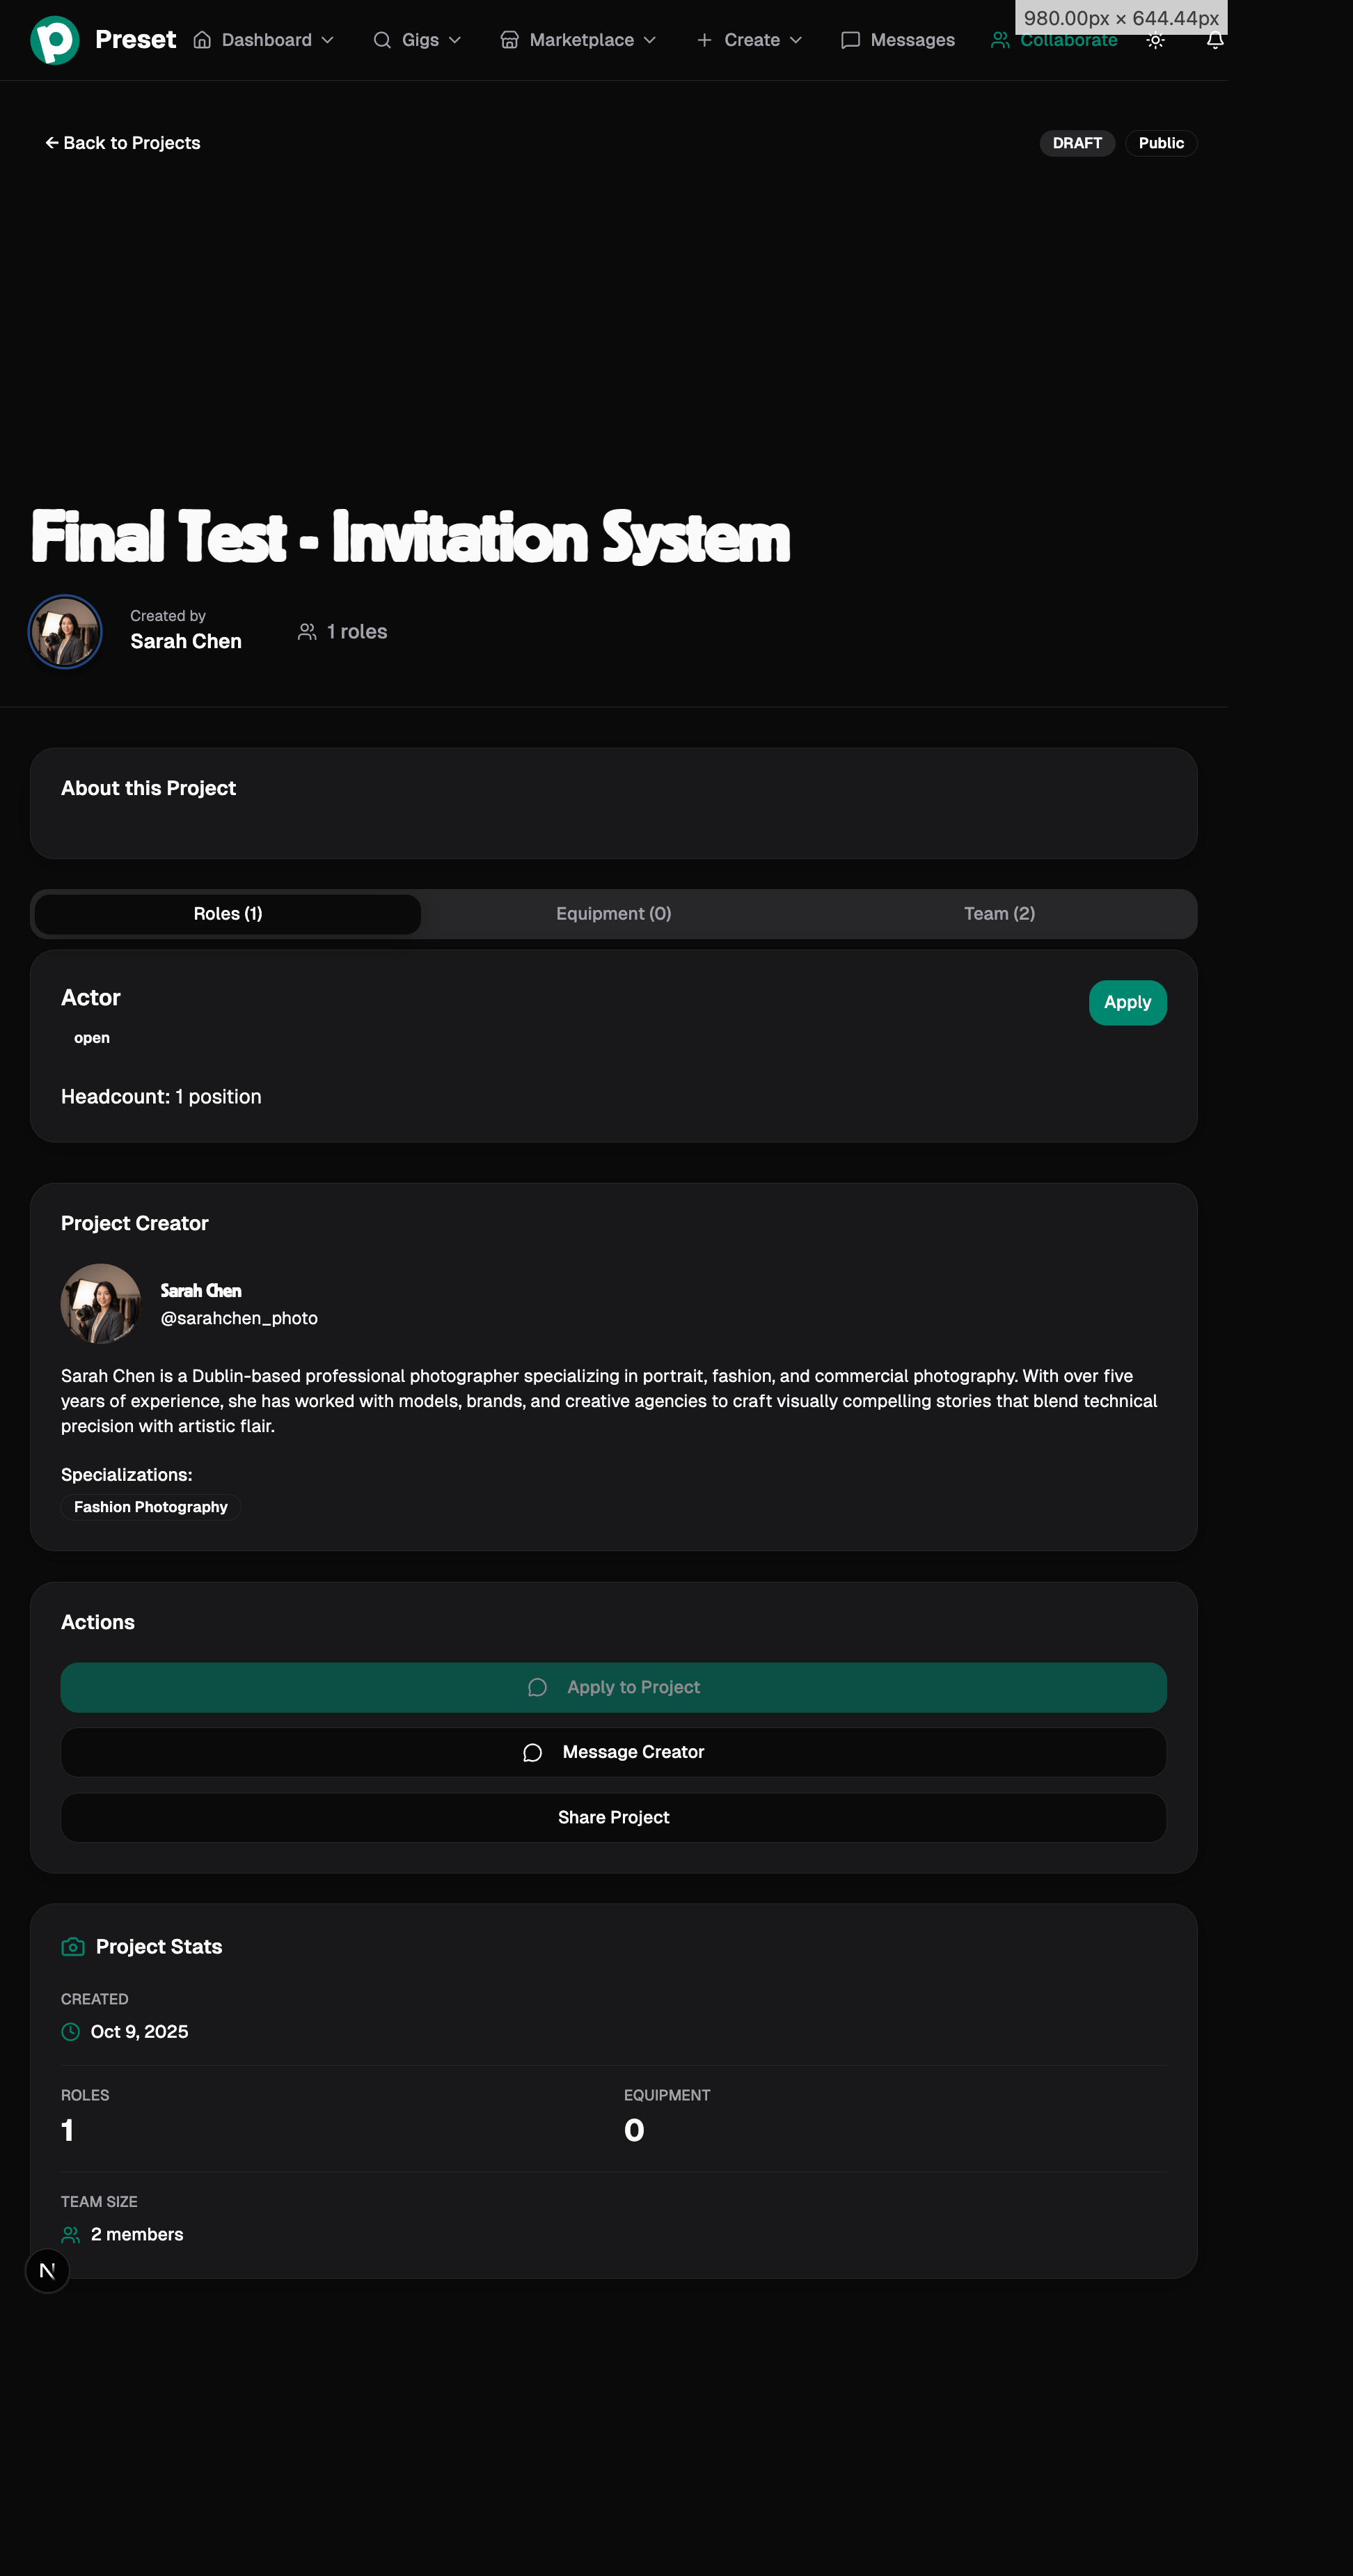 980.00px × 644.44px
Preset
Dashboard
Gigs
Marketplace
Create
Messages
Collaborate
← Back to Projects
DRAFT
Public
Final Test - Invitation System
Created by
Sarah Chen
1 roles
About this Project
Roles (1)
Equipment (0)
Team (2)
Actor
Apply
open
Headcount: 1 position
Project Creator
Sarah Chen
@sarahchen_photo
Sarah Chen is a Dublin-based professional photographer specializing in portrait, fashion, and commercial photography. With over five
years of experience, she has worked with models, brands, and creative agencies to craft visually compelling stories that blend technical
precision with artistic flair.
Specializations:
Fashion Photography
Actions
Apply to Project
Message Creator
Share Project
Project Stats
CREATED
Oct 9, 2025
ROLES
EQUIPMENT
1
0
TEAM SIZE
2 members
N